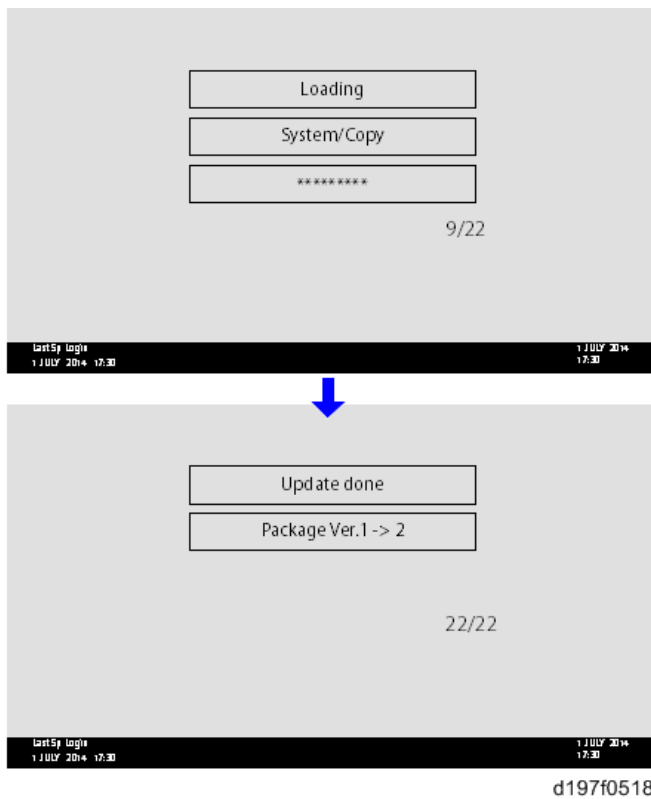 Loading
System/Copy
*********
9/22
Last Sp Login
1 JULY 2014 17:30
1 JULY 2014
17:30
Update done
Package Ver.1 -> 2
22/22
Last Sp Login
1 JULY 2014 17:30
1 JULY 2014
17:30
d197f0518